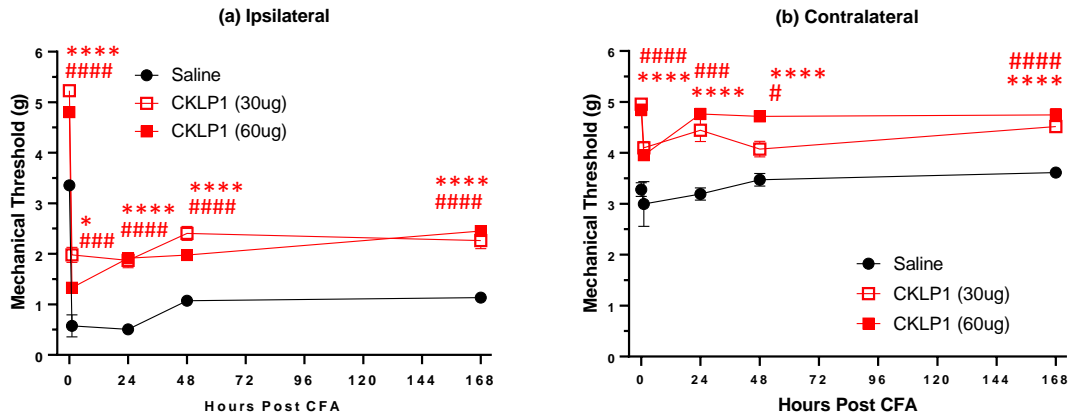 (a) Ipsilateral
Mechanical Threshold (g)
6
5
4
3
2
1
0
****
####
Saline
CKLP1 (30ug)
CKLP1 (60ug)
*
###
****
####
****
####
****
####
0 24 48 72 96 120 144 168
Hours Post CFA
(b) Contralateral
Mechanical Threshold (g)
6
5
4
3
2
1
0
####
****
###
****
****
#
####
****
Saline
CKLP1 (30ug)
CKLP1 (60ug)
0 24 48 72 96 120 144 168
Hours Post CFA